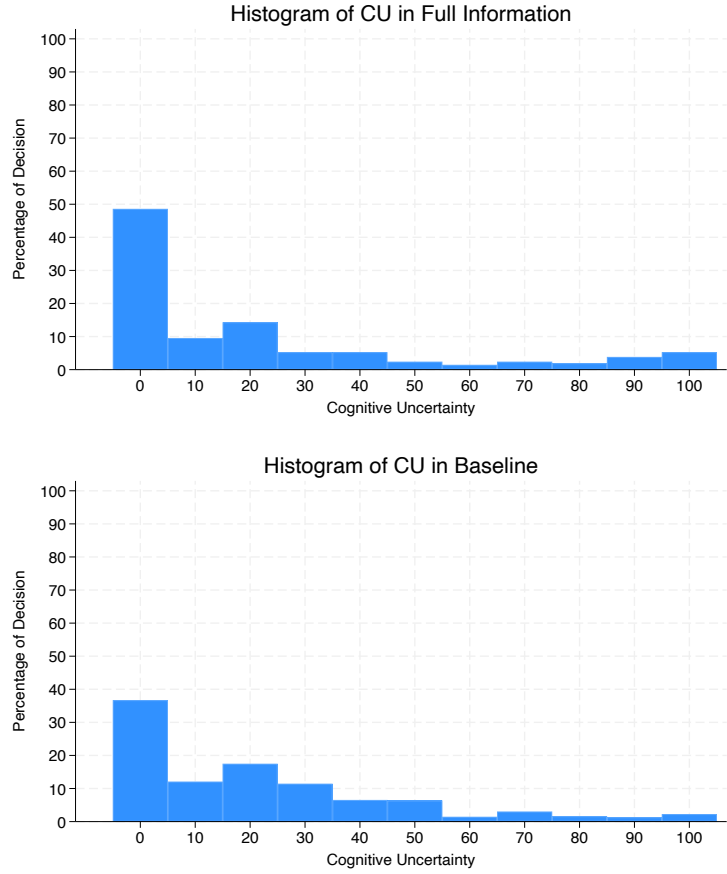 Histogram of CU in Full Information
Percentage of Decision
100
90
80
70
60
50
40
30
20
10
0
0 10 20 30 40 50 60 70 80 90 100
Cognitive Uncertainty
Histogram of CU in Baseline
Percentage of Decision
100
90
80
70
60
50
40
30
20
10
0
0 10 20 30 40 50 60 70 80 90 100
Cognitive Uncertainty